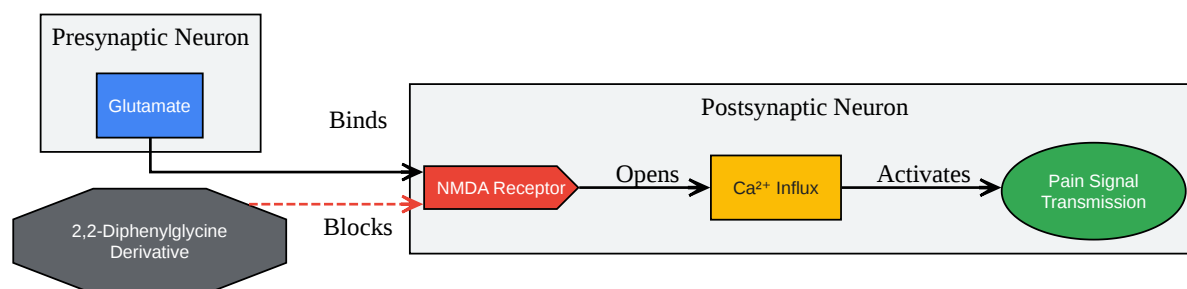 Presynaptic Neuron
Glutamate
Binds
Postsynaptic Neuron
NMDA Receptor
Opens
Ca²⁺ Influx
Activates
Pain Signal
Transmission
2,2-Diphenylglycine
Derivative
Blocks